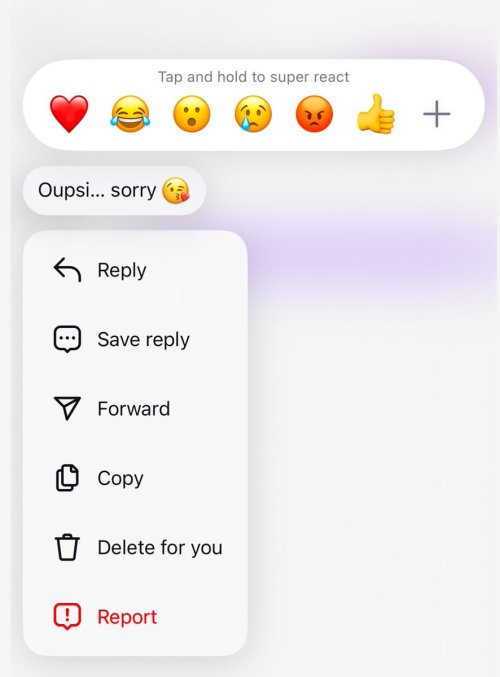 Tap and hold to super react
Oupsi... sorry 😘
Reply
Save reply
Forward
Copy
Delete for you
Report